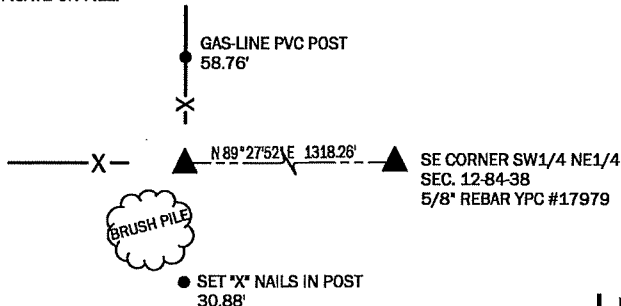 GAS-LINE PVC POST
58.76'
X
X
N 89°27'52" E 1318.26'
SE CORNER SW1/4 NE1/4
SEC. 12-84-38
5/8" REBAR YPC #17979
BRUSH PILE
SET "X" NAILS IN POST
30.88'